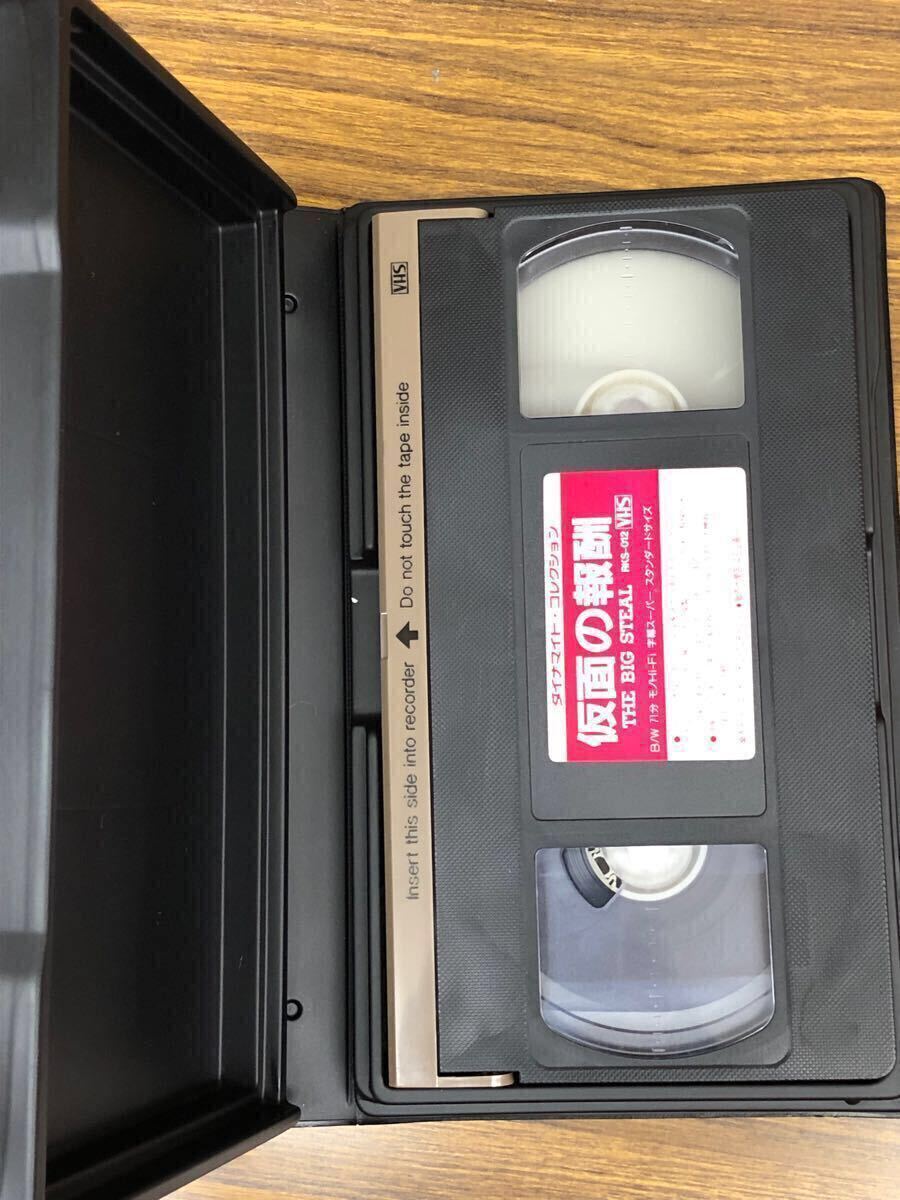 VHS
Insert this side into recorder ⬆ Do not touch the tape inside
ダイナマイト・コレクション
仮面の報酬
THE BIG STEAL RKS-012 VHS
B/W 71分 モノHi-Fi 字幕スーパー スタンダードサイズ